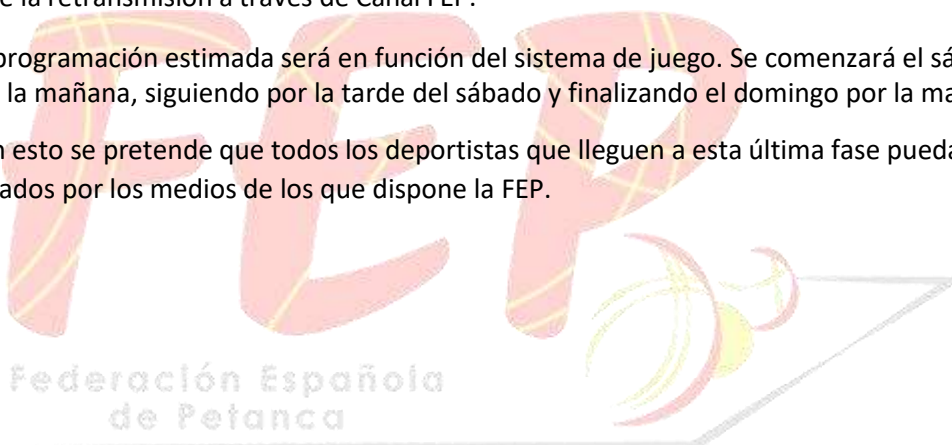 e la retransmisión a través de Canal FEP.
programación estimada será en función del sistema de juego. Se comenzará el sá
la mañana, siguiendo por la tarde del sábado y finalizando el domingo por la ma
n esto se pretende que todos los deportistas que lleguen a esta última fase pueda
ados por los medios de los que dispone la FEP.
FEP
Federación Española
de Petanca